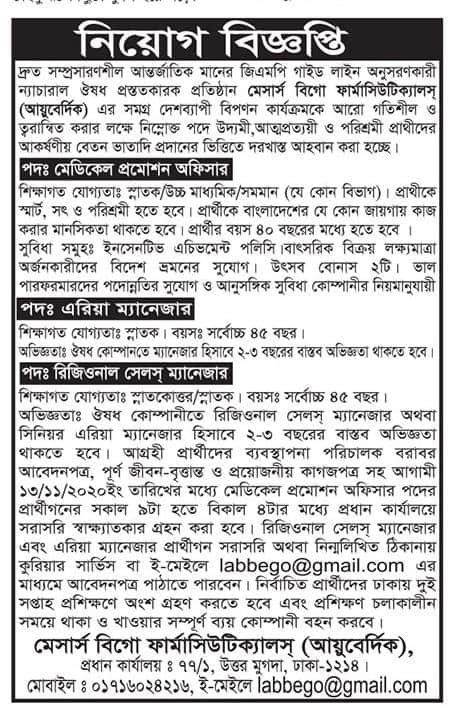 নিয়োগ বিজ্ঞপ্তি
দ্রুত সম্প্রসারণশীল আন্তর্জাতিক মানের জিএমপি গাইড লাইন অনুসরণকারী
ন্যাচারাল ঔষধ প্রস্ততকারক প্রতিষ্ঠান মেসার্স বিগো ফার্মাসিউটিক্যালস্
(আয়ুবের্দিক) এর সমগ্র দেশব্যাপী বিপণন কার্যক্রমকে আরো গতিশীল ও
ত্বরান্বিত করার লক্ষে নিম্নোক্ত পদে উদ্যমী,আত্মপ্রত্যয়ী ও পরিশ্রমী প্রার্থীদের
আকর্ষণীয় বেতন ভাতাদি প্রদানের ভিত্তিতে দরখাস্ত আহবান করা হচ্ছে।
পদঃ মেডিকেল প্রমোশন অফিসার
শিক্ষাগত যোগ্যতাঃ স্নাতক/উচ্চ মাধ্যমিক/সমমান (যে কোন বিভাগ)। প্রার্থীকে
স্মার্ট, সৎ ও পরিশ্রমী হতে হবে। প্রার্থীকে বাংলাদেশের যে কোন জায়গায় কাজ
করার মানসিকতা থাকতে হবে। প্রার্থীর বয়স ৪০ বছরের মধ্যে হতে হবে ।
সুবিধা সমুহঃ ইনসেনটিভ এচিভমেন্ট পলিসি।বাৎসরিক বিক্রয় লক্ষ্যমাত্রা
অর্জনকারীদের বিদেশ ভ্রমনের সুযোগ। উৎসব বোনাস ২টি। ভাল
পারফরমারদের পদোন্নতির সুযোগ ও আনুসঙ্গিক সুবিধা কোম্পানীর নিয়মানুযায়ী
পদঃ এরিয়া ম্যানেজার
শিক্ষাগত যোগ্যতাঃ স্নাতক। বয়সঃ সর্বোচ্চ ৪৫ বছর।
অভিজ্ঞতাঃ ঔষধ কোম্পানতে ম্যানেজার হিসাবে ২-৩ বছরের বাস্তব অভিজ্ঞতা থাকতে হবে।
পদঃ রিজিওনাল সেলস্ ম্যানেজার
শিক্ষাগত যোগ্যতাঃ স্নাতকোত্তর/স্নাতক। বয়সঃ সর্বোচ্চ ৪৫ বছর।
অভিজ্ঞতাঃ ঔষধ কোম্পানীতে রিজিওনাল সেলস্ ম্যানেজার অথবা
সিনিয়র এরিয়া ম্যানেজার হিসাবে ২-৩ বছরের বাস্তব অভিজ্ঞতা
থাকতে হবে। আগ্রহী প্রার্থীদের ব্যবস্থাপনা পরিচালক বরাবর
আবেদনপত্র, পূর্ণ জীবন-বৃত্তান্ত ও প্রয়োজনীয় কাগজপত্র সহ আগামী
১৩/১১/২০২০ইং তারিখের মধ্যে মেডিকেল প্রমোশন অফিসার পদের
প্রার্থীগনের সকাল ৯টা হতে বিকাল ৪টার মধ্যে প্রধান কার্যালয়ে
সরাসরি স্বাক্ষ্যাতকার গ্রহন করা হবে। রিজিওনাল সেলস্ ম্যানেজার
এবং এরিয়া ম্যানেজার প্রার্থীগন সরাসরি অথবা নিন্মলিখিত ঠিকানায়
কুরিয়ার সার্ভিস বা ই-মেইলে labbego@gmail.com এর
মাধ্যমে আবেদনপত্র পাঠাতে পারবেন। নির্বাচিত প্রার্থীদের ঢাকায় দুই
সপ্তাহ প্রশিক্ষণে অংশ গ্রহণ করতে হবে এবং প্রশিক্ষণ চলাকালীন
সময়ে থাকা ও খাওয়ার সম্পূর্ণ ব্যয় কোম্পানী বহন করবে।
মেসার্স বিগো ফার্মাসিউটিক্যালস্ (আয়ুবের্দিক),
প্রধান কার্যালয় : ৭৭/১, উত্তর মুগদা, ঢাকা-১২১৪।
মোবাইল : ০১৭১৬০২৪২১৬, ই-মেইলে labbego@gmail.com